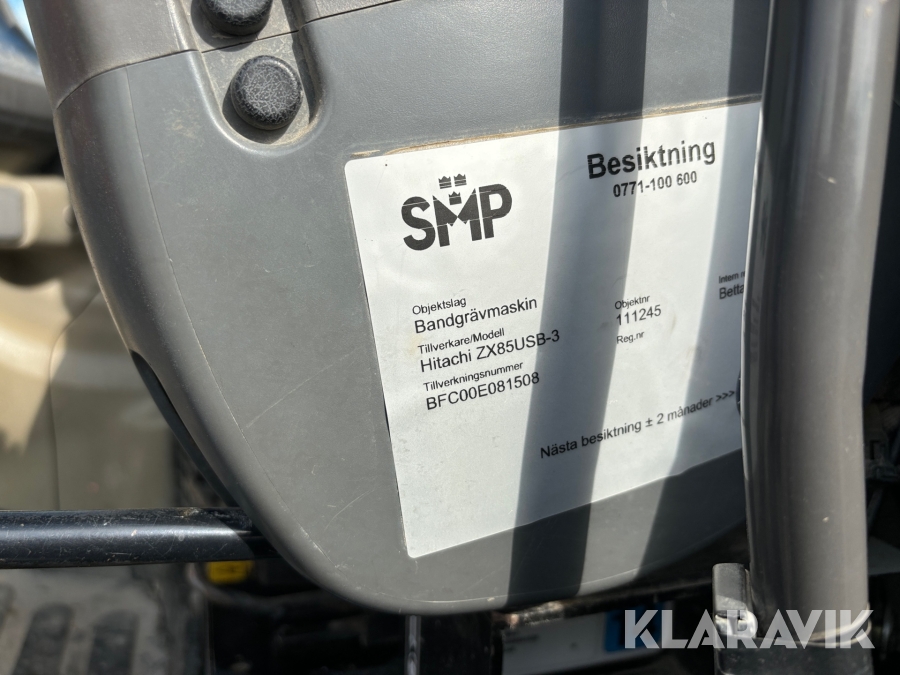 SMP
Besiktning
0771-100 600
Objektslag
Bandgrävmaskin
Tillverkare/Modell
Hitachi ZX85USB-3
Tillverkningsnummer
BFC00E081508
Objektnr
111245
Reg.nr
Intern
Nästa besiktning ± 2 månader >>>
KLARAVIK